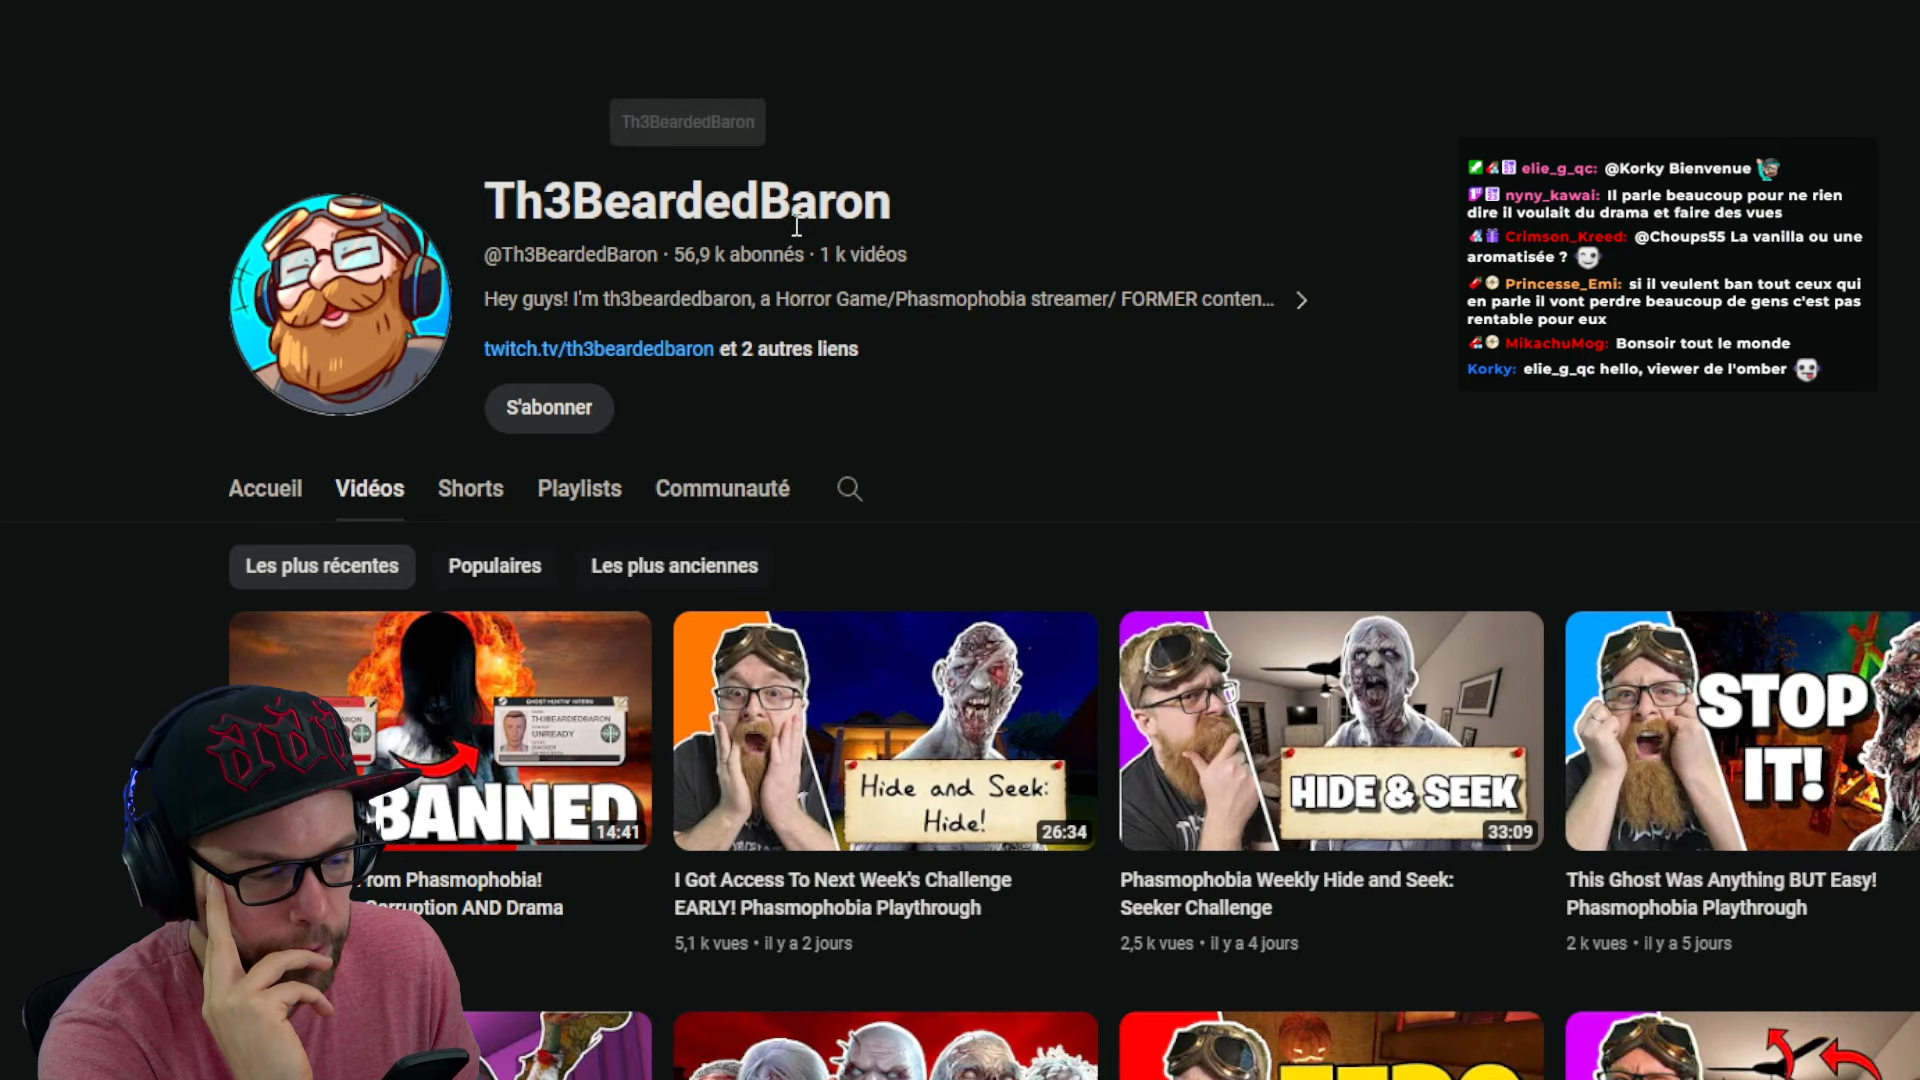 Th3BeardedBaron
Th3BeardedBaron
@Th3BeardedBaron · 56,9 k abonnés · 1 k vidéos
Hey guys! I'm th3beardedbaron, a Horror Game/Phasmophobia streamer/ FORMER conten...
twitch.tv/th3beardedbaron et 2 autres liens
S'abonner
elie_g_qc: @Korky Bienvenue
nyny_kawai: Il parle beaucoup pour ne rien
dire il voulait du drama et faire des vues
Crimson_Kreed: @Choups55 La vanilla ou une
aromatisée ?
Princesse_Emi: si il veulent ban tout ceux qui
en parle il vont perdre beaucoup de gens c'est pas
rentable pour eux
MikachuMog: Bonsoir tout le monde
Korky: elie_g_qc hello, viewer de l'omber
Accueil Vidéos Shorts Playlists Communauté
Les plus récentes Populaires Les plus anciennes
GHOST HUNTIN' INTERN
TH3BEARDEDBARON
UNREADY
BANNED
14:41
Hide and Seek:
Hide!
26:34
HIDE & SEEK
33:09
STOP
IT!
rom Phasmophobia!
Corruption AND Drama
I Got Access To Next Week's Challenge
EARLY! Phasmophobia Playthrough
5,1 k vues • il y a 2 jours
Phasmophobia Weekly Hide and Seek:
Seeker Challenge
2,5 k vues • il y a 4 jours
This Ghost Was Anything BUT Easy!
Phasmophobia Playthrough
2 k vues • il y a 5 jours